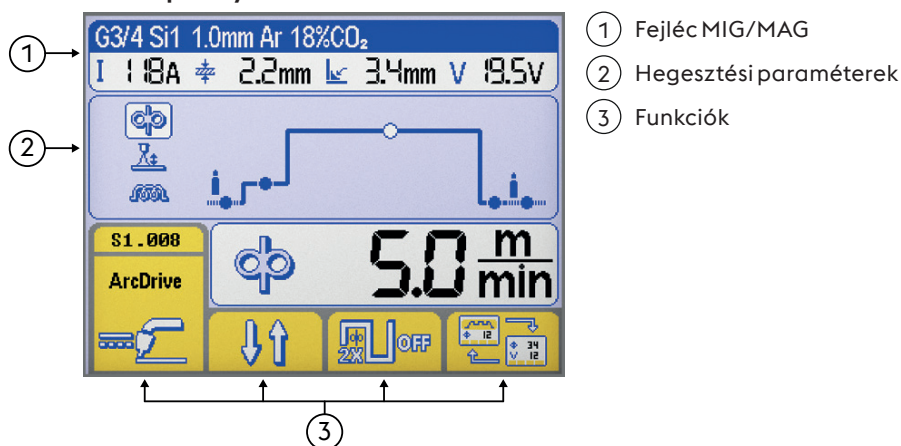 G3/4 Si1 1.0mm Ar 18%CO₂
I 118A 2.2mm 3.4mm V 19.5V
S1.008
ArcDrive
5.0 m/min
2X OFF
12 34
V 12
1 Fejléc MIG/MAG
2 Hegesztési paraméterek
3 Funkciók
1
2
3